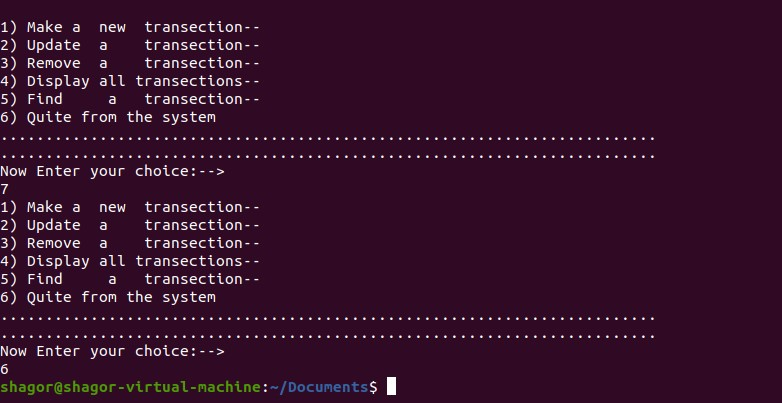 1) Make a  new  transection--
2) Update  a    transection--
3) Remove  a    transection--
4) Display all transections--
5) Find     a   transection--
6) Quite from the system
.........................................................................
.........................................................................
Now Enter your choice:-->
7
1) Make a  new  transection--
2) Update  a    transection--
3) Remove  a    transection--
4) Display all transections--
5) Find     a   transection--
6) Quite from the system
.........................................................................
.........................................................................
Now Enter your choice:-->
6
shagor@shagor-virtual-machine:~/Documents$